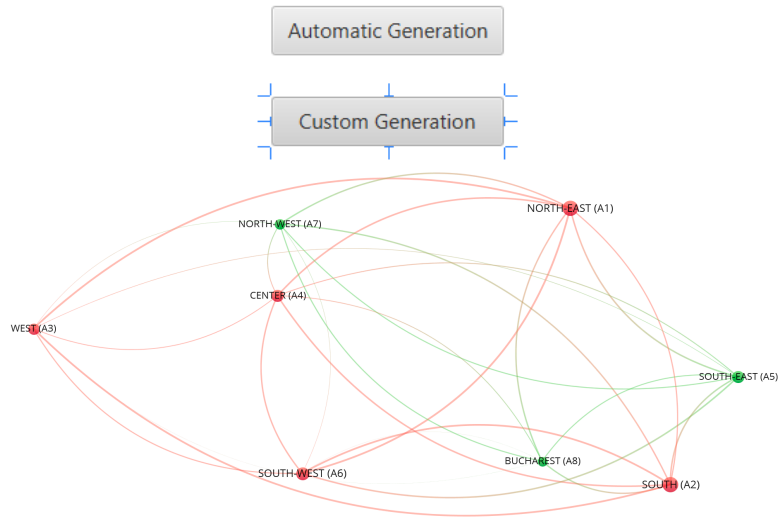 Automatic Generation
Custom Generation
NORTH-EAST (A1)
NORTH-WEST (A7)
CENTER (A4)
WEST (A3)
SOUTH-EAST (A5)
BUCHAREST (A8)
SOUTH-WEST (A6)
SOUTH (A2)